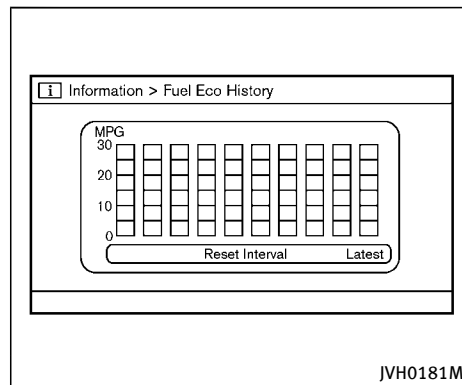 i Information > Fuel Eco History
MPG
30
20
10
0
Reset Interval Latest
JVH0181M